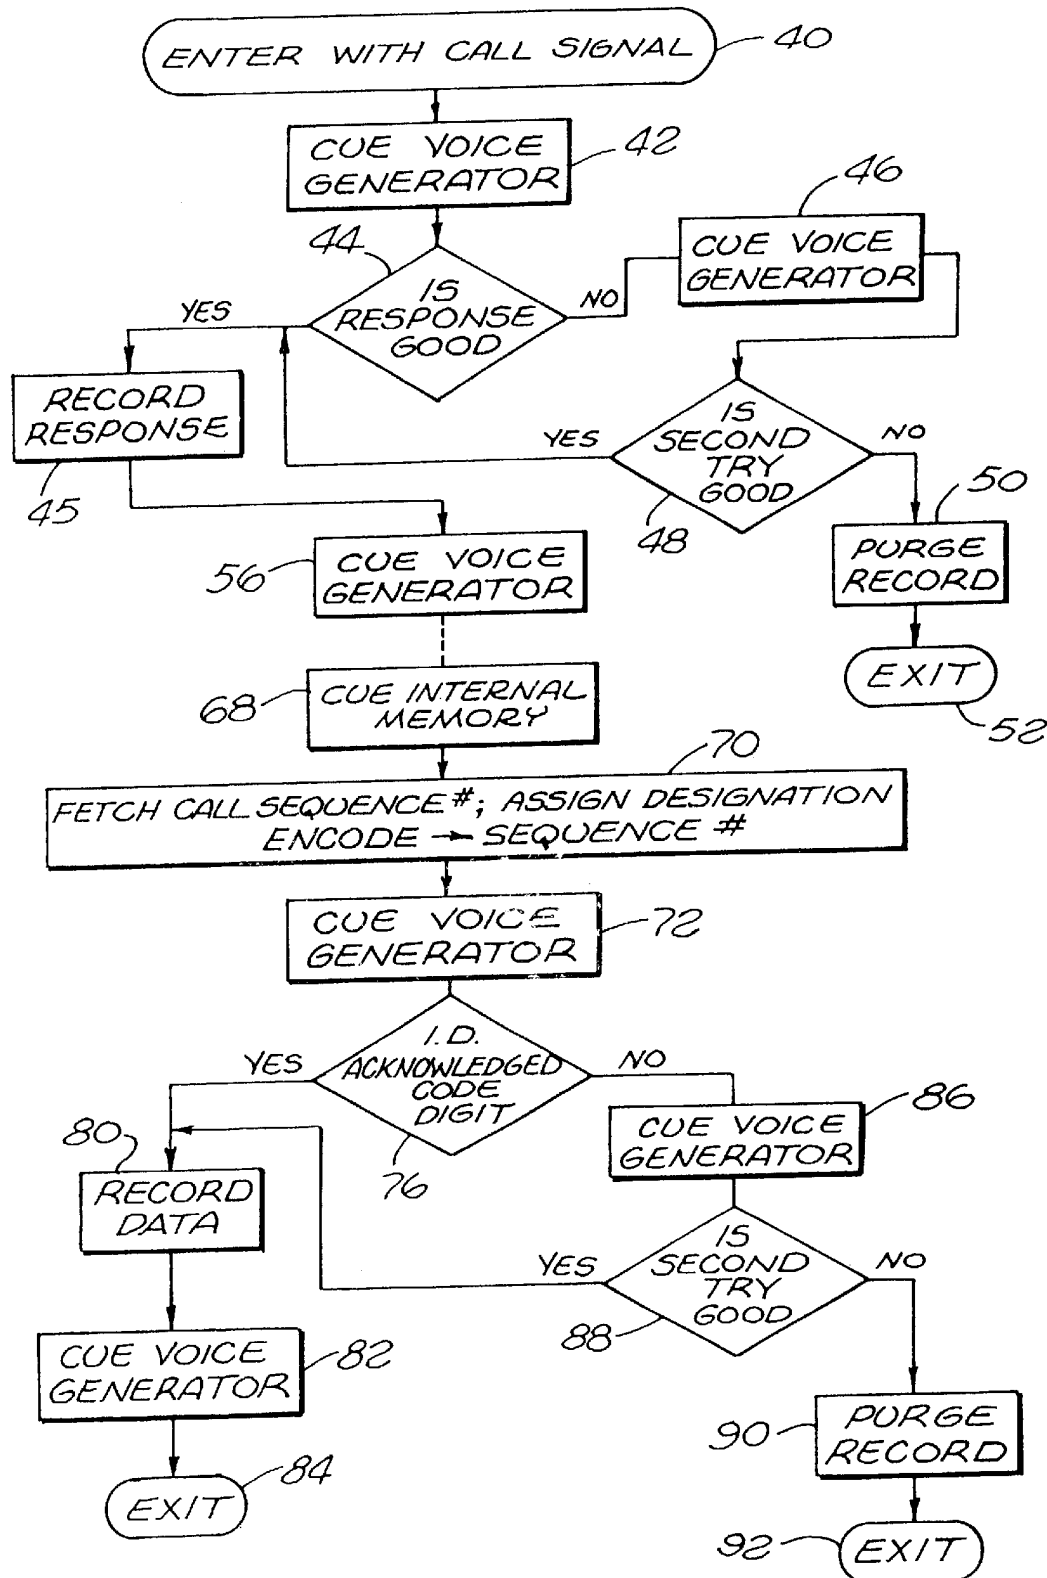 ENTER WITH CALL SIGNAL
40
CUE VOICE
GENERATOR
42
44
IS
RESPONSE
GOOD
YES
NO
46
CUE VOICE
GENERATOR
RECORD
RESPONSE
45
IS
SECOND
TRY
GOOD
YES
NO
48
50
PURGE
RECORD
EXIT
52
56
CUE VOICE
GENERATOR
68
CUE INTERNAL
MEMORY
70
FETCH CALL SEQUENCE #; ASSIGN DESIGNATION
ENCODE → SEQUENCE #
CUE VOICE
GENERATOR
72
I.D.
ACKNOWLEDGED
CODE
DIGIT
YES
NO
76
80
RECORD
DATA
86
CUE VOICE
GENERATOR
IS
SECOND
TRY
GOOD
YES
NO
88
CUE VOICE
GENERATOR
82
EXIT
84
90
PURGE
RECORD
92
EXIT